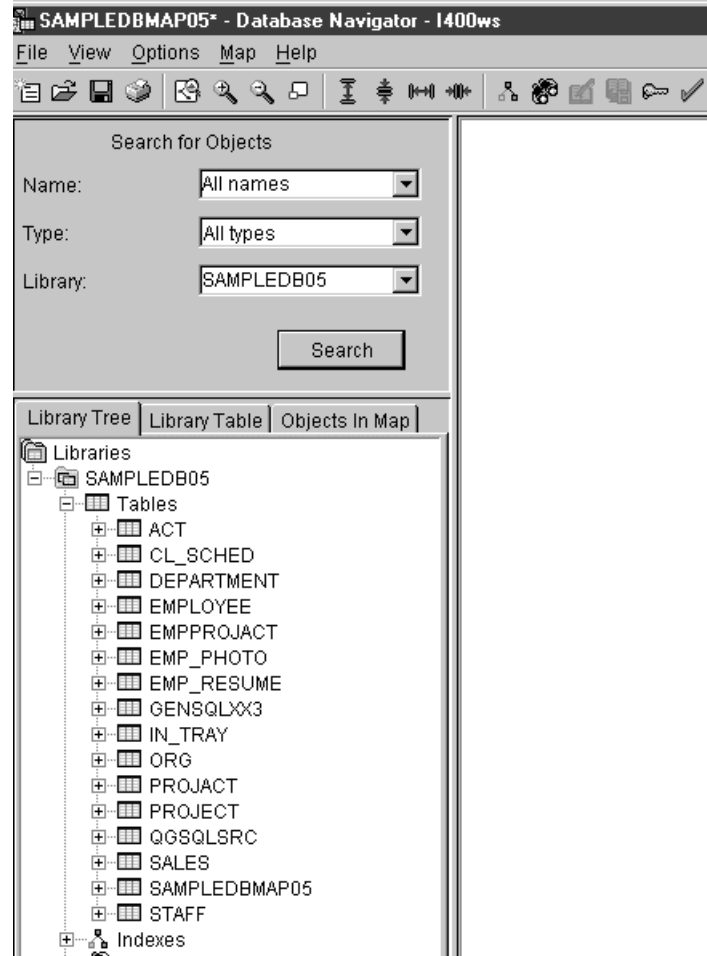 SAMPLEDBMAP05* - Database Navigator - I400ws
File View Options Map Help
Search for Objects
Name: All names
Type: All types
Library: SAMPLEDB05
Search
Library Tree Library Table Objects In Map
Libraries
SAMPLEDB05
Tables
ACT
CL_SCHED
DEPARTMENT
EMPLOYEE
EMPPROJACT
EMP_PHOTO
EMP_RESUME
GENSQLXX3
IN_TRAY
ORG
PROJACT
PROJECT
QGSQLSRC
SALES
SAMPLEDBMAP05
STAFF
Indexes